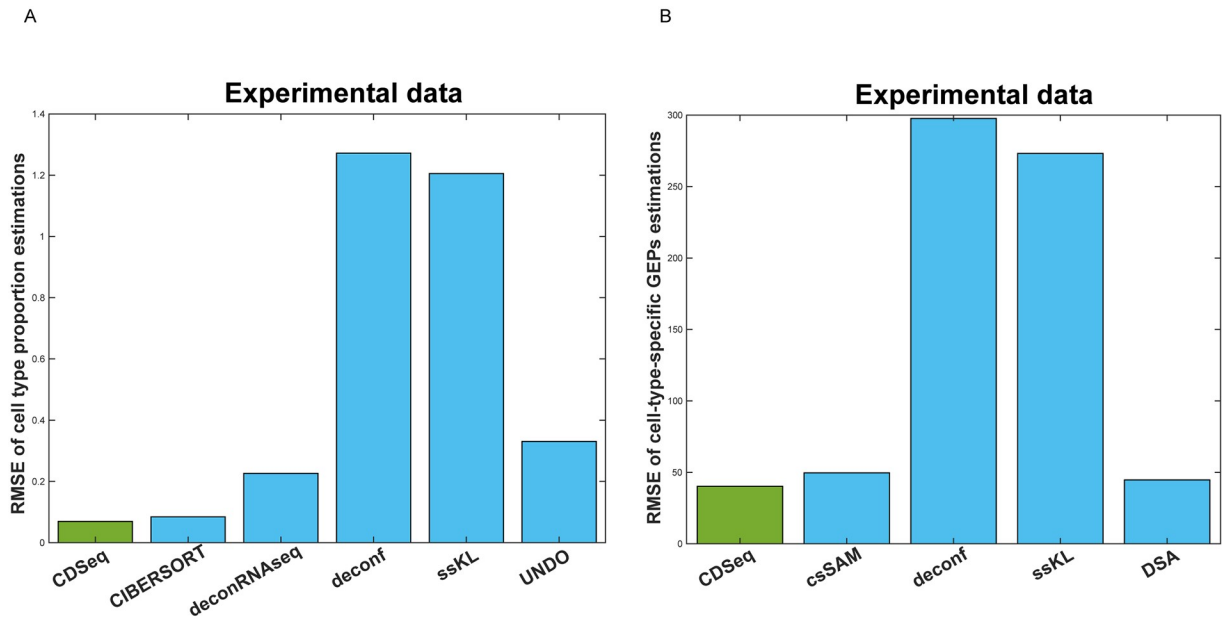 A
B
Experimental data
RMSE of cell type proportion estimations
1.4
1.2
1
0.8
0.6
0.4
0.2
0
CDSeq
CIBERSORT
deconRNAseq
deconf
ssKL
UNDO
Experimental data
RMSE of cell-type-specific GEPs estimations
300
250
200
150
100
50
0
CDSeq
csSAM
deconf
ssKL
DSA